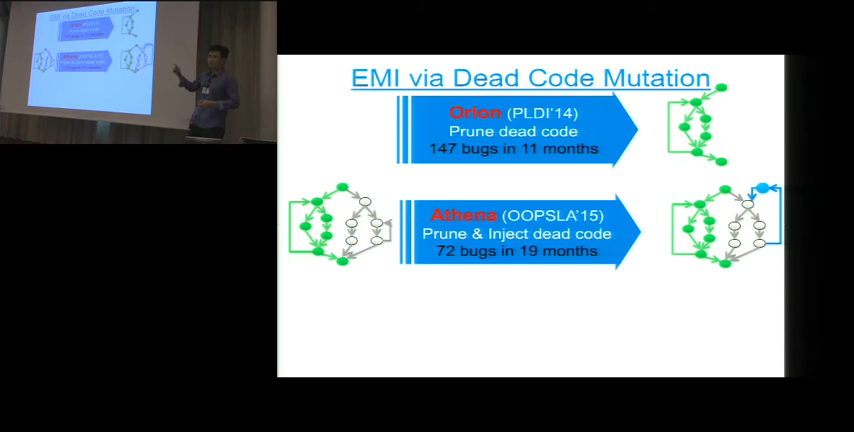 EMI via Dead Code Mutation
Orion (PLDI'14)
Prune dead code
147 bugs in 11 months
Athena (OOPSLA'15)
Prune & Inject dead code
72 bugs in 19 months